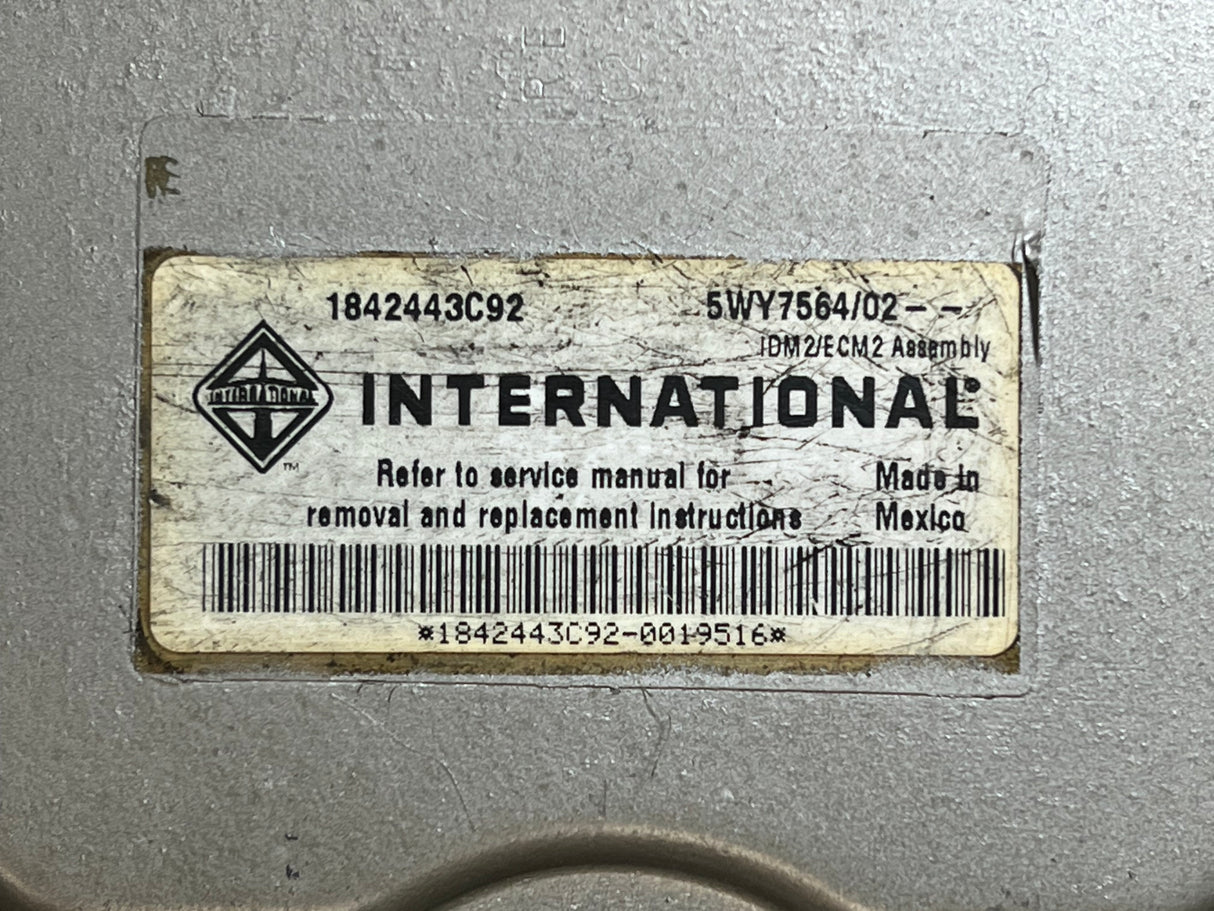 1842443C92 5WY7564/02--
IDM2/ECM2 Assembly
INTERNATIONAL
INTERNATIONAL®
™
Refer to service manual for Made in
removal and replacement instructions Mexico
*1842443C92-0019516*